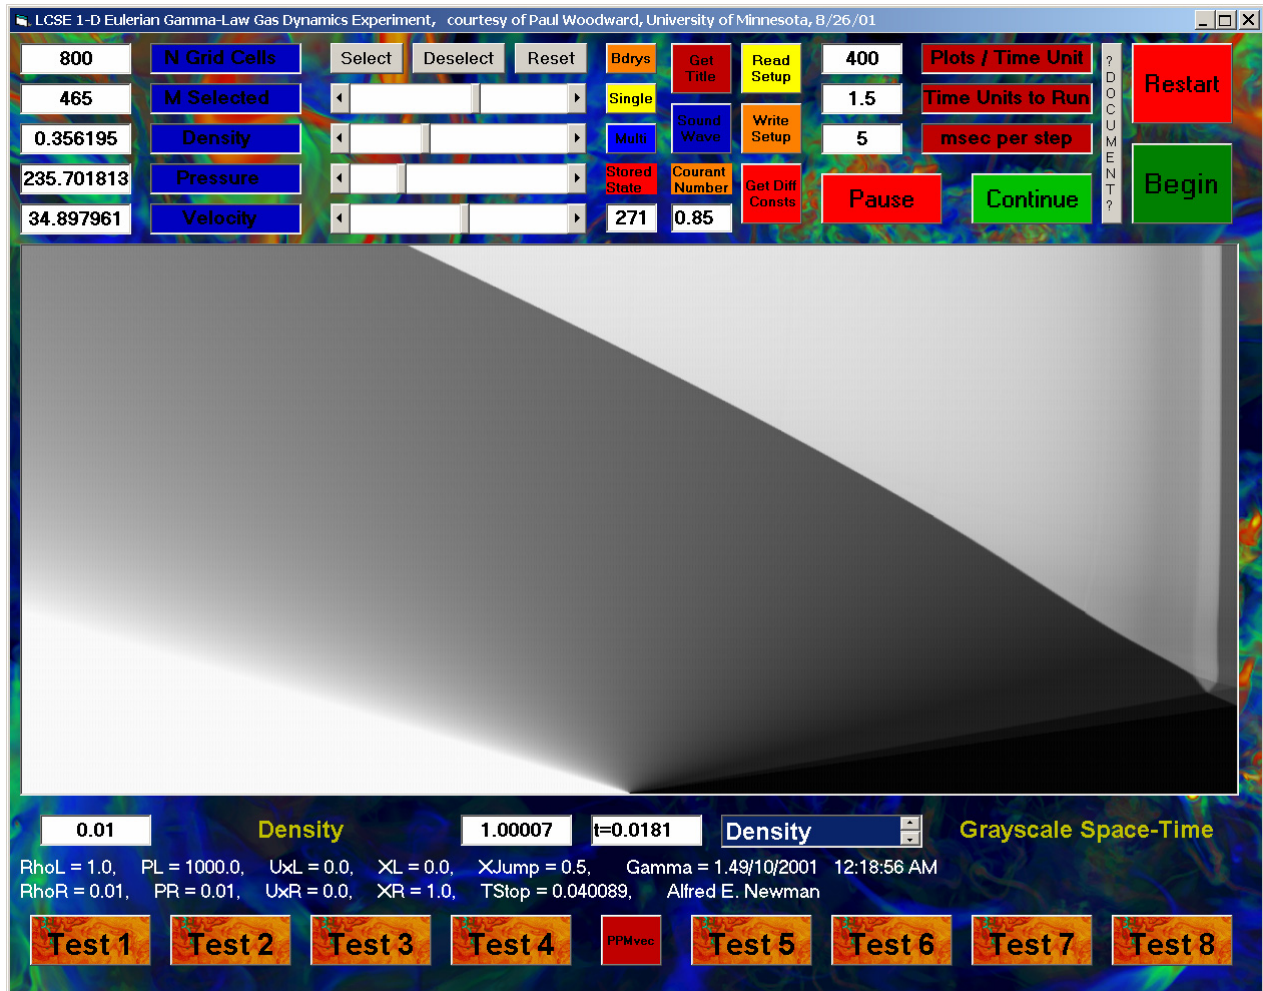 LCSE 1-D Eulerian Gamma-Law Gas Dynamics Experiment, courtesy of Paul Woodward, University of Minnesota, 8/26/01
800 N Grid Cells Select Deselect Reset Bdrys Get Title Read Setup 400 Plots / Time Unit ?DOCUMENT? Restart
465 M Selected Single 1.5 Time Units to Run
0.356195 Density Multi Sound Wave Write Setup 5 msec per step
235.701813 Pressure Stored State Courant Number Get Diff Consts Pause Continue Begin
34.897961 Velocity 271 0.85
0.01 Density 1.00007 t=0.0181 Density Grayscale Space-Time
RhoL = 1.0, PL = 1000.0, UxL = 0.0, XL = 0.0, XJump = 0.5, Gamma = 1.49/10/2001 12:18:56 AM
RhoR = 0.01, PR = 0.01, UxR = 0.0, XR = 1.0, TStop = 0.040089, Alfred E. Newman
Test 1 Test 2 Test 3 Test 4 PPMvec Test 5 Test 6 Test 7 Test 8